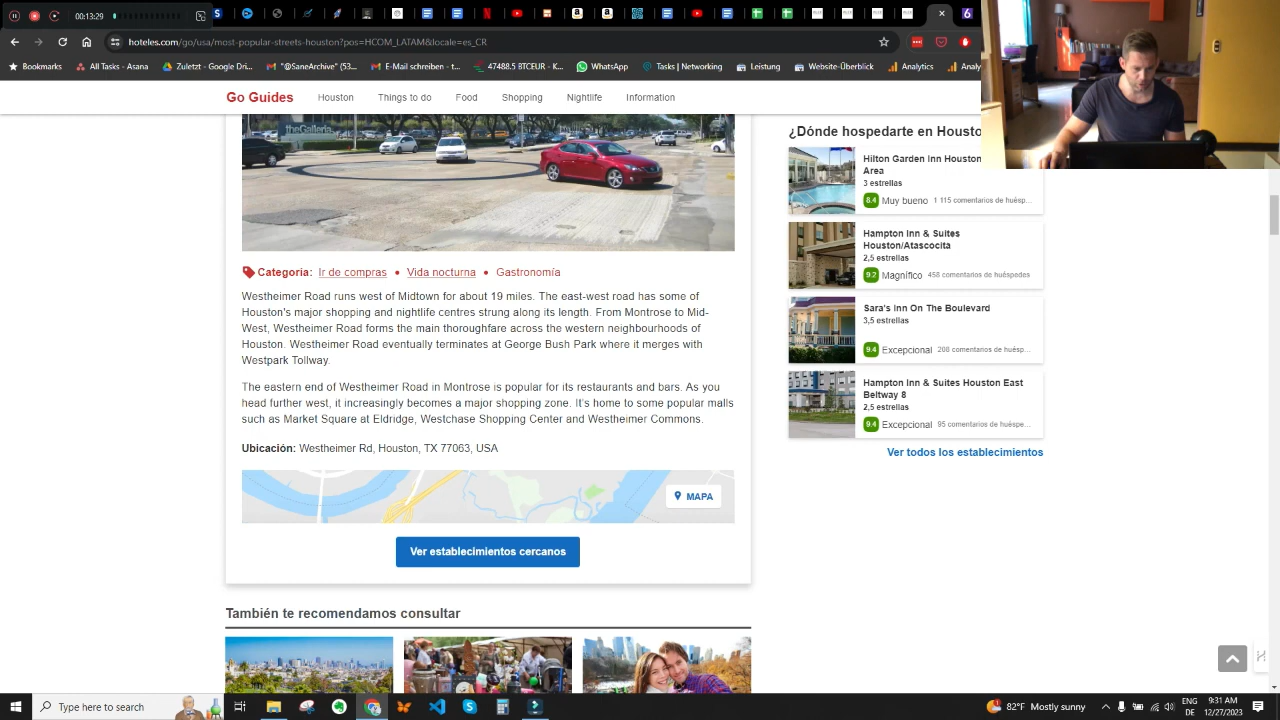 00:13:29
hoteles.com/go/usa/most-popular-streets-houston?pos=HCOM_LATAM&locale=es_CR
Bookmarks
All Tasks - Asana
Zuletzt - Google Dri...
"SaneArchive" (53...
E-Mail schreiben - t...
474885 BTCEUR - K...
WhatsApp
Tasks | Networking
Leistung
Website-Überblick
Analytics
Go Guides
Houston
Things to do
Food
Shopping
Nightlife
Information
theGalleria
Categoría: Ir de compras • Vida nocturna • Gastronomía
Westheimer Road runs west of Midtown for about 19 miles. The east-west road has some of
Houston's major shopping and nightlife centres strung along its length. From Montrose to Mid-
West, Westheimer Road forms the main thoroughfare across the western neighbourhoods of
Houston. Westheimer Road eventually terminates at George Bush Park where it merges with
Westpark Tollway.
The eastern end of Westheimer Road in Montrose is popular for its restaurants and bars. As you
head further west, it increasingly becomes a major shopping zone. It's home to some popular malls
such as Market Square at Eldridge, Westchase Shopping Center and Westheimer Commons.
Ubicación: Westheimer Rd, Houston, TX 77063, USA
MAPA
Ver establecimientos cercanos
También te recomendamos consultar
¿Dónde hospedarte en Housto
Hilton Garden Inn Houston
Area
3 estrellas
8.4 Muy bueno 1 115 comentarios de huésp...
Hampton Inn & Suites
Houston/Atascocita
2,5 estrellas
9.2 Magnífico 458 comentarios de huéspedes
Sara's Inn On The Boulevard
3,5 estrellas
9.4 Excepcional 208 comentarios de huésp...
Hampton Inn & Suites Houston East
Beltway 8
2,5 estrellas
9.4 Excepcional 95 comentarios de huéspe...
Ver todos los establecimientos
Type here to search
82°F Mostly sunny
ENG
DE
9:31 AM
12/27/2023